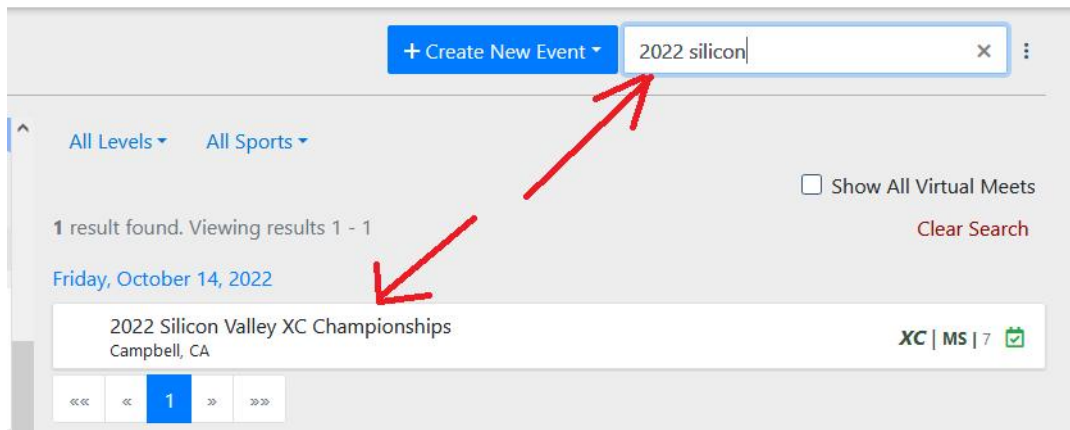 + Create New Event
2022 silicon
All Levels All Sports
Show All Virtual Meets
1 result found. Viewing results 1 - 1
Clear Search
Friday, October 14, 2022
2022 Silicon Valley XC Championships
Campbell, CA
XC | MS | 7
«« « 1 » »»